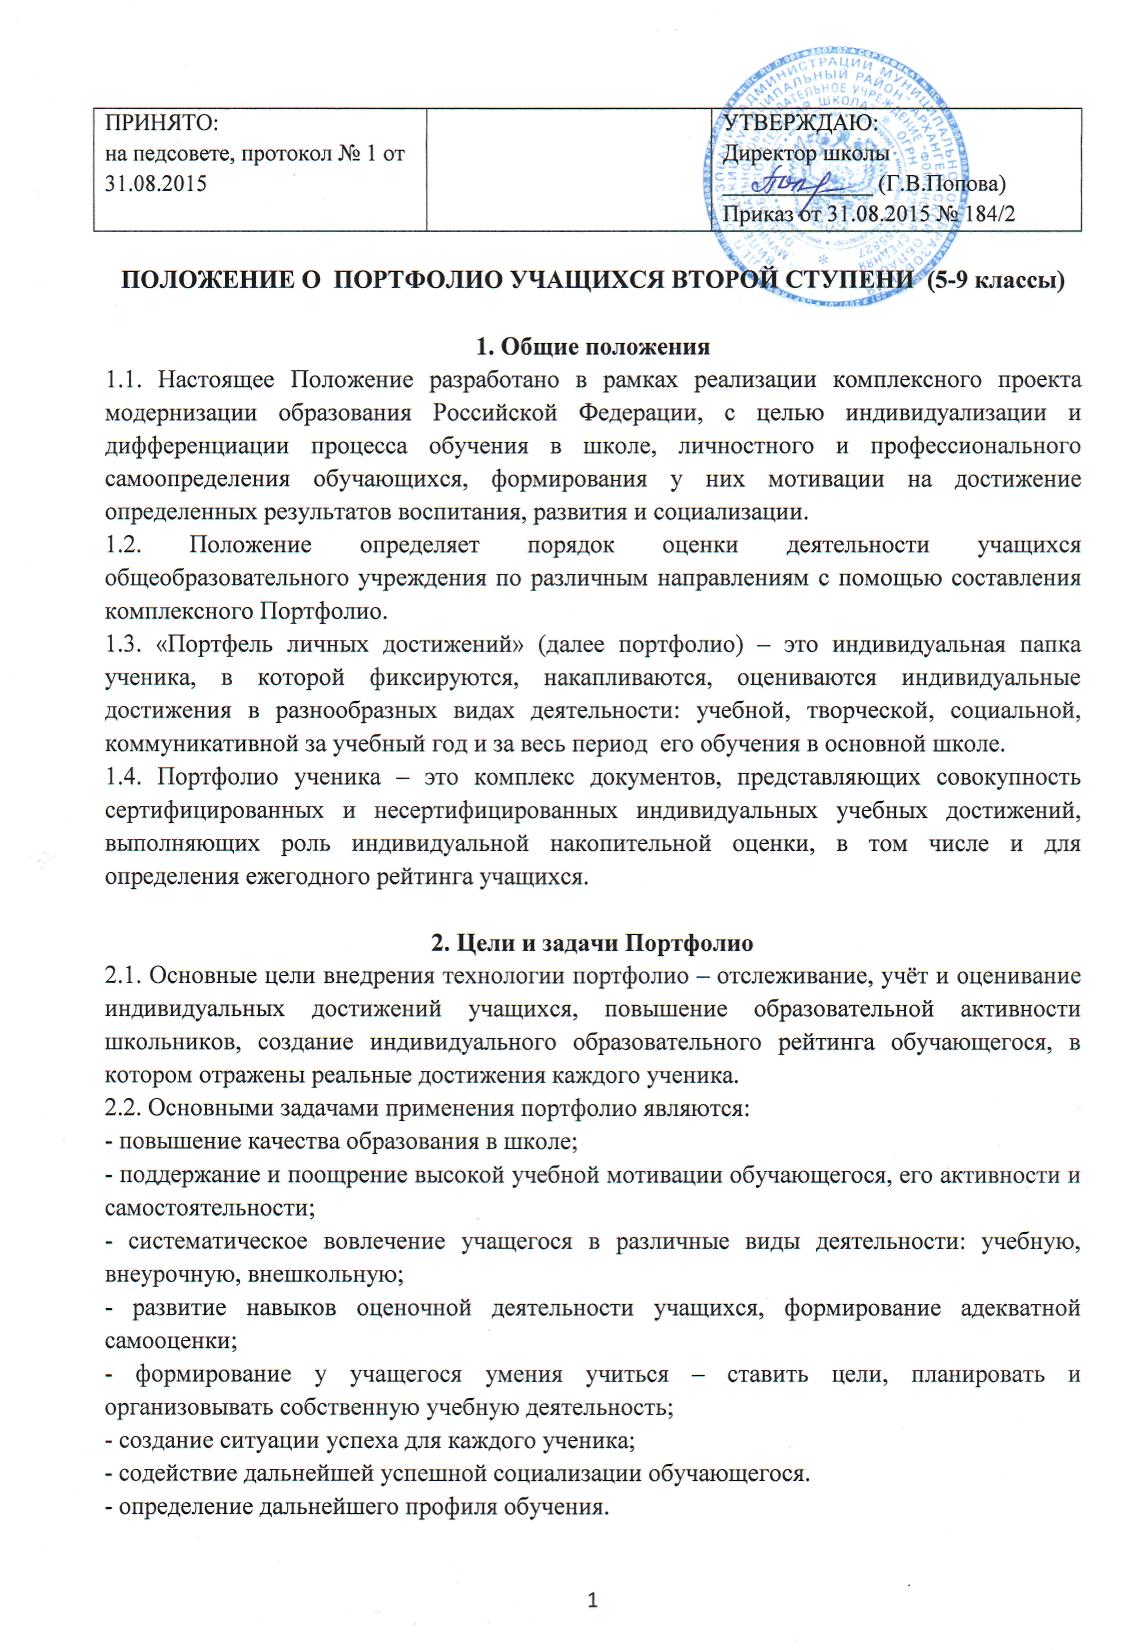 ПРИНЯТО:
на педсовете, протокол № 1 от
31.08.2015
УТВЕРЖДАЮ:
Директор школы
(Г.В.Попова)
Приказ от 31.08.2015 № 184/2
ПОЛОЖЕНИЕ О ПОРТФОЛИО УЧАЩИХСЯ ВТОРОЙ СТУПЕНИ (5-9 классы)
1. Общие положения
1.1. Настоящее Положение разработано в рамках реализации комплексного проекта
модернизации образования Российской Федерации, с целью индивидуализации и
дифференциации процесса обучения в школе, личностного и профессионального
самоопределения обучающихся, формирования у них мотивации на достижение
определенных результатов воспитания, развития и социализации.
1.2. Положение определяет порядок оценки деятельности учащихся
общеобразовательного учреждения по различным направлениям с помощью составления
комплексного Портфолио.
1.3. «Портфель личных достижений» (далее портфолио) – это индивидуальная папка
ученика, в которой фиксируются, накапливаются, оцениваются индивидуальные
достижения в разнообразных видах деятельности: учебной, творческой, социальной,
коммуникативной за учебный год и за весь период его обучения в основной школе.
1.4. Портфолио ученика – это комплекс документов, представляющих совокупность
сертифицированных и несертифицированных индивидуальных учебных достижений,
выполняющих роль индивидуальной накопительной оценки, в том числе и для
определения ежегодного рейтинга учащихся.
2. Цели и задачи Портфолио
2.1. Основные цели внедрения технологии портфолио – отслеживание, учёт и оценивание
индивидуальных достижений учащихся, повышение образовательной активности
школьников, создание индивидуального образовательного рейтинга обучающегося, в
котором отражены реальные достижения каждого ученика.
2.2. Основными задачами применения портфолио являются:
- повышение качества образования в школе;
- поддержание и поощрение высокой учебной мотивации обучающегося, его активности и
самостоятельности;
- систематическое вовлечение учащегося в различные виды деятельности: учебную,
внеурочную, внешкольную;
- развитие навыков оценочной деятельности учащихся, формирование адекватной
самооценки;
- формирование у учащегося умения учиться – ставить цели, планировать и
организовывать собственную учебную деятельность;
- создание ситуации успеха для каждого ученика;
- содействие дальнейшей успешной социализации обучающегося.
- определение дальнейшего профиля обучения.
1